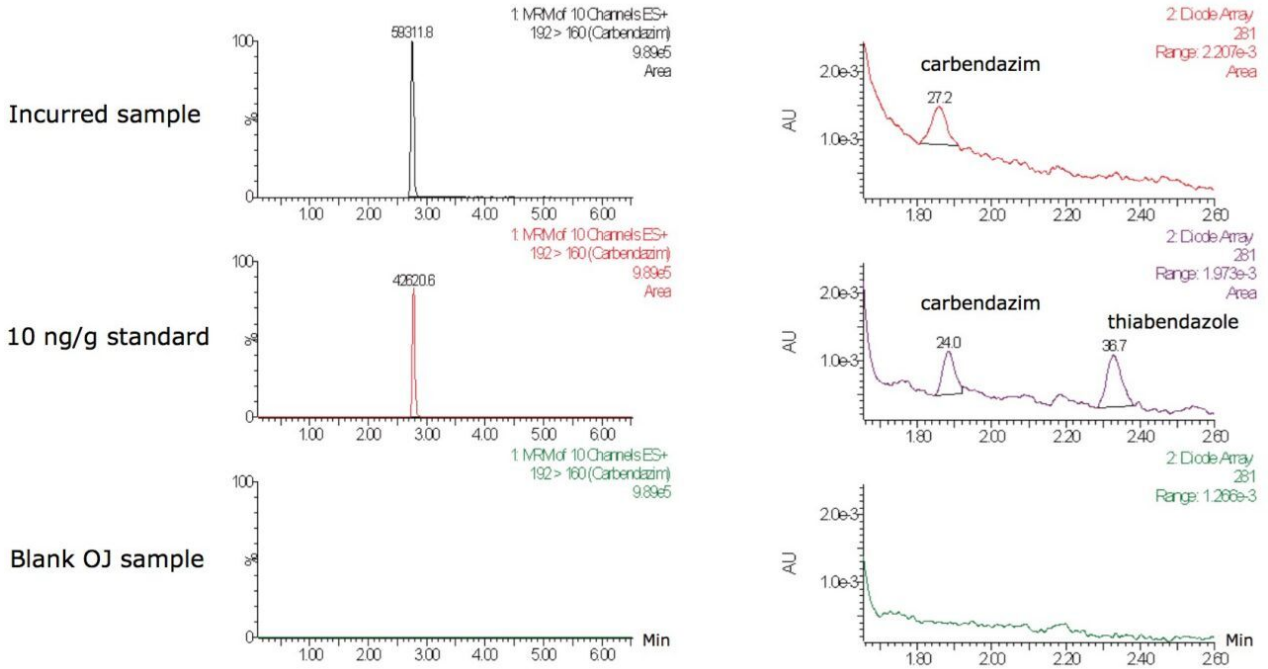 Incurred sample
1: MRM of 10 Channels ES+
192 > 160 (Carbendazim)
9.89e5
Area
59311.8
100
%
0
1.00 2.00 3.00 4.00 5.00 6.00
2: Diode Array
281
Range: 2.207e-3
Area
carbendazim
27.2
AU
2.0e-3
1.0e-3
1.80 2.00 2.20 2.40 2.60
10 ng/g standard
1: MRM of 10 Channels ES+
192 > 160 (Carbendazim)
9.89e5
Area
42620.6
100
%
0
1.00 2.00 3.00 4.00 5.00 6.00
2: Diode Array
281
Range: 1.973e-3
Area
carbendazim
thiabendazole
24.0
36.7
AU
2.0e-3
1.0e-3
1.80 2.00 2.20 2.40 2.60
Blank OJ sample
1: MRM of 10 Channels ES+
192 > 160 (Carbendazim)
9.89e5
100
%
0
1.00 2.00 3.00 4.00 5.00 6.00
Min
2: Diode Array
281
Range: 1.266e-3
AU
2.0e-3
1.0e-3
1.80 2.00 2.20 2.40 2.60
Min